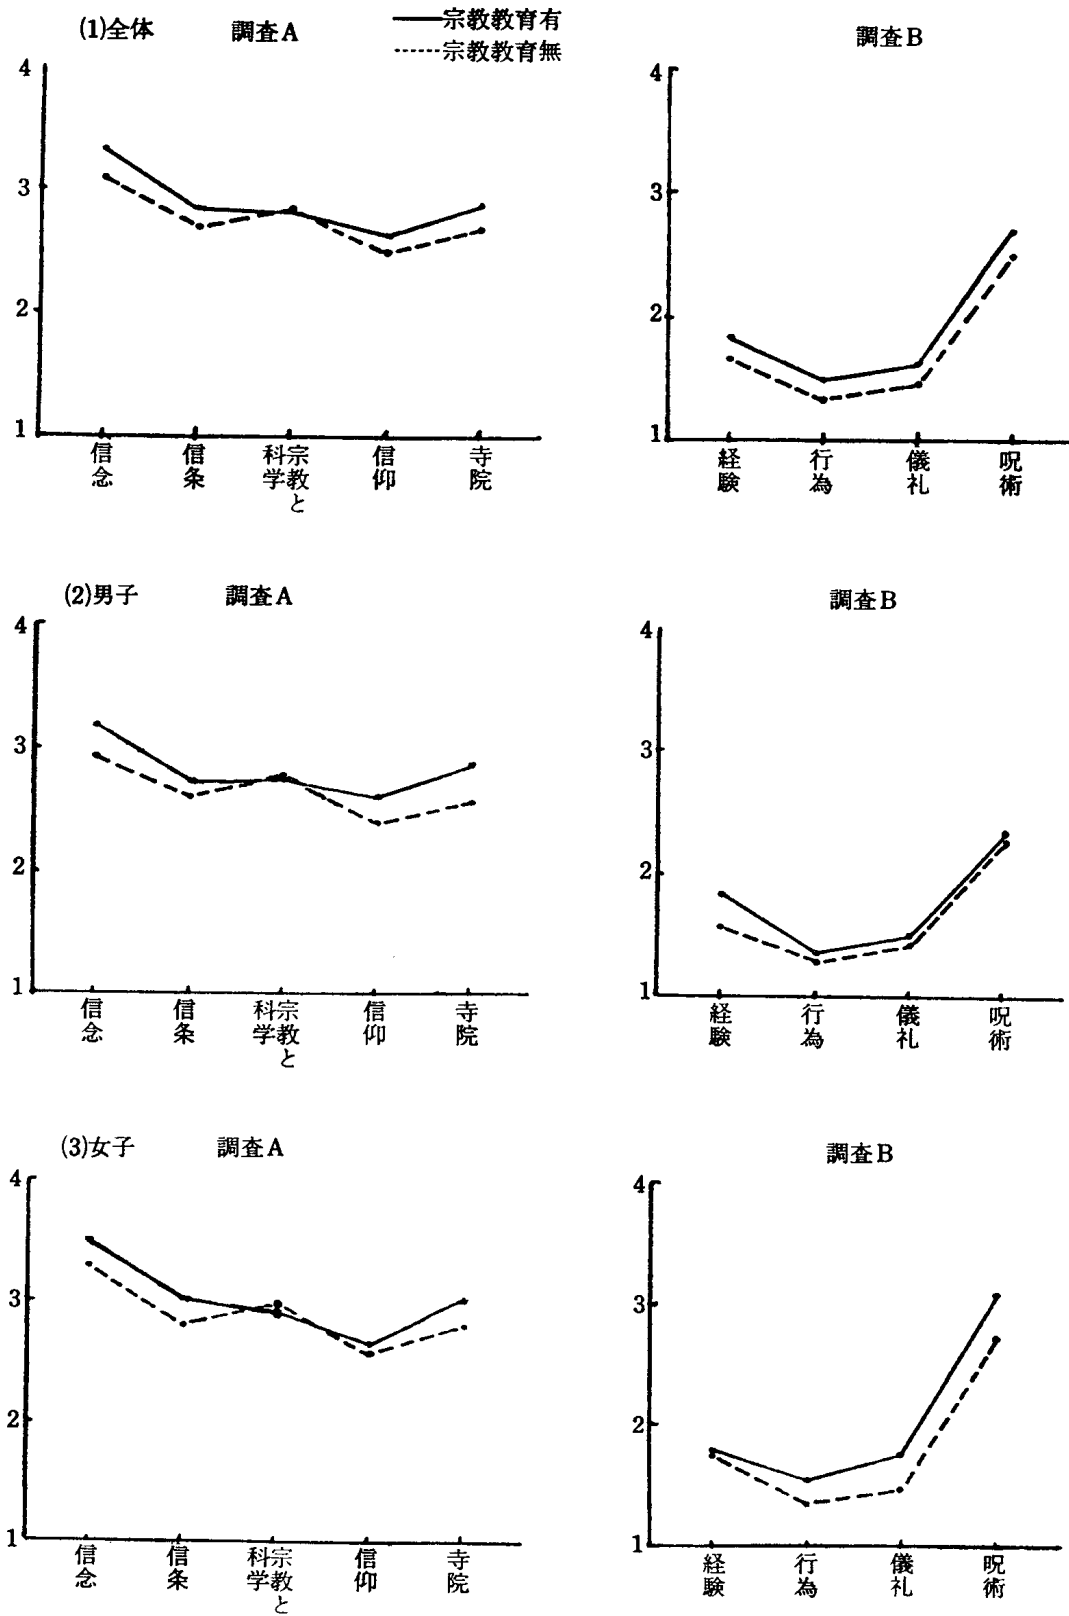 (1)全体 調査A
宗教教育有
宗教教育無
調査B
4
3
2
1
信念
信条
宗教と
科学
信仰
寺院
4
3
2
1
経験
行為
儀礼
呪術
(2)男子 調査A
調査B
4
3
2
1
信念
信条
宗教と
科学
信仰
寺院
4
3
2
1
経験
行為
儀礼
呪術
(3)女子 調査A
調査B
4
3
2
1
信念
信条
宗教と
科学
信仰
寺院
4
3
2
1
経験
行為
儀礼
呪術